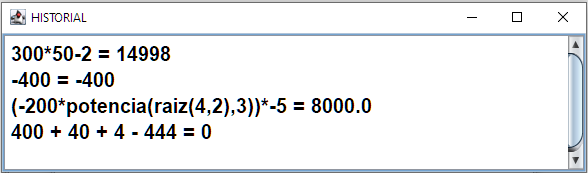 HISTORIAL
300*50-2 = 14998
-400 = -400
(-200*potencia(raiz(4,2),3))*-5 = 8000.0
400 + 40 + 4 - 444 = 0